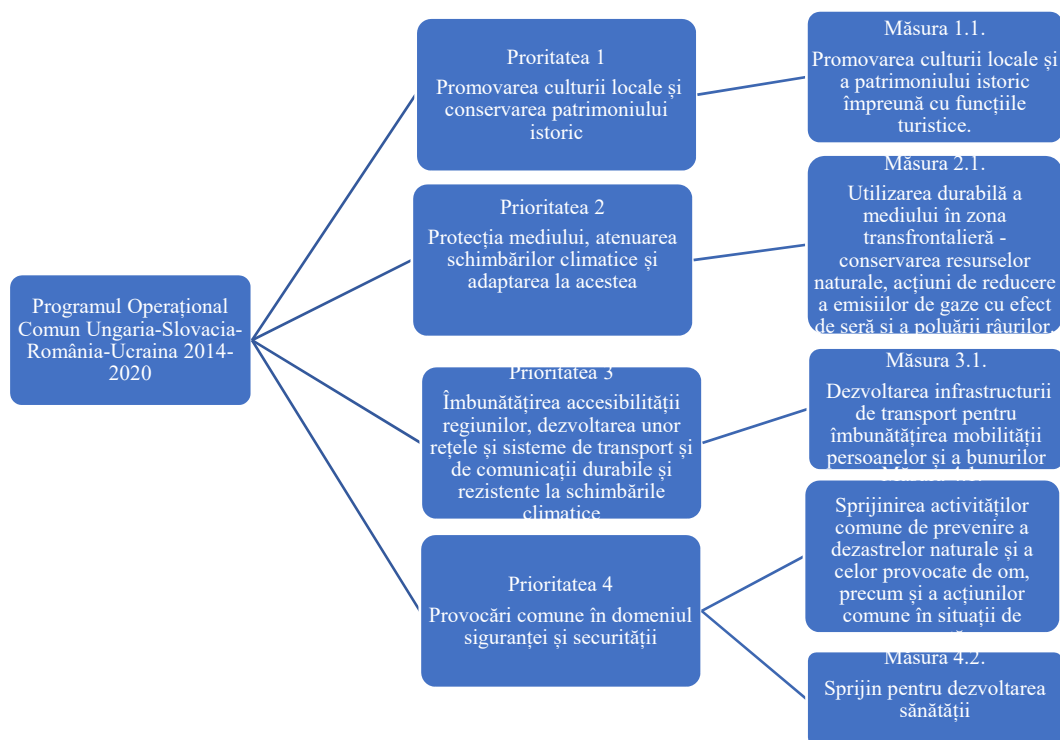 Programul Operațional
Comun Ungaria-Slovacia-
România-Ucraina 2014-
2020
Proritatea 1
Promovarea culturii locale și
conservarea patrimoniului
istoric
Măsura 1.1.
Promovarea culturii locale și
a patrimoniului istoric
împreună cu funcțiile
turistice.
Prioritatea 2
Protecția mediului, atenuarea
schimbărilor climatice și
adaptarea la acestea
Măsura 2.1.
Utilizarea durabilă a
mediului în zona
transfrontalieră -
conservarea resurselor
naturale, acțiuni de reducere
a emisiilor de gaze cu efect
de seră și a poluării râurilor.
Prioritatea 3
Îmbunătățirea accesibilității
regiunilor, dezvoltarea unor
rețele și sisteme de transport și
de comunicații durabile și
rezistente la schimbările
climatice
Măsura 3.1.
Dezvoltarea infrastructurii
de transport pentru
îmbunătățirea mobilității
persoanelor și a bunurilor
Prioritatea 4
Provocări comune în domeniul
siguranței și securității
Măsura 4.1.
Sprijinirea activităților
comune de prevenire a
dezastrelor naturale și a
celor provocate de om,
precum și a acțiunilor
comune în situații de
Măsura 4.2.
Sprijin pentru dezvoltarea
sănătății